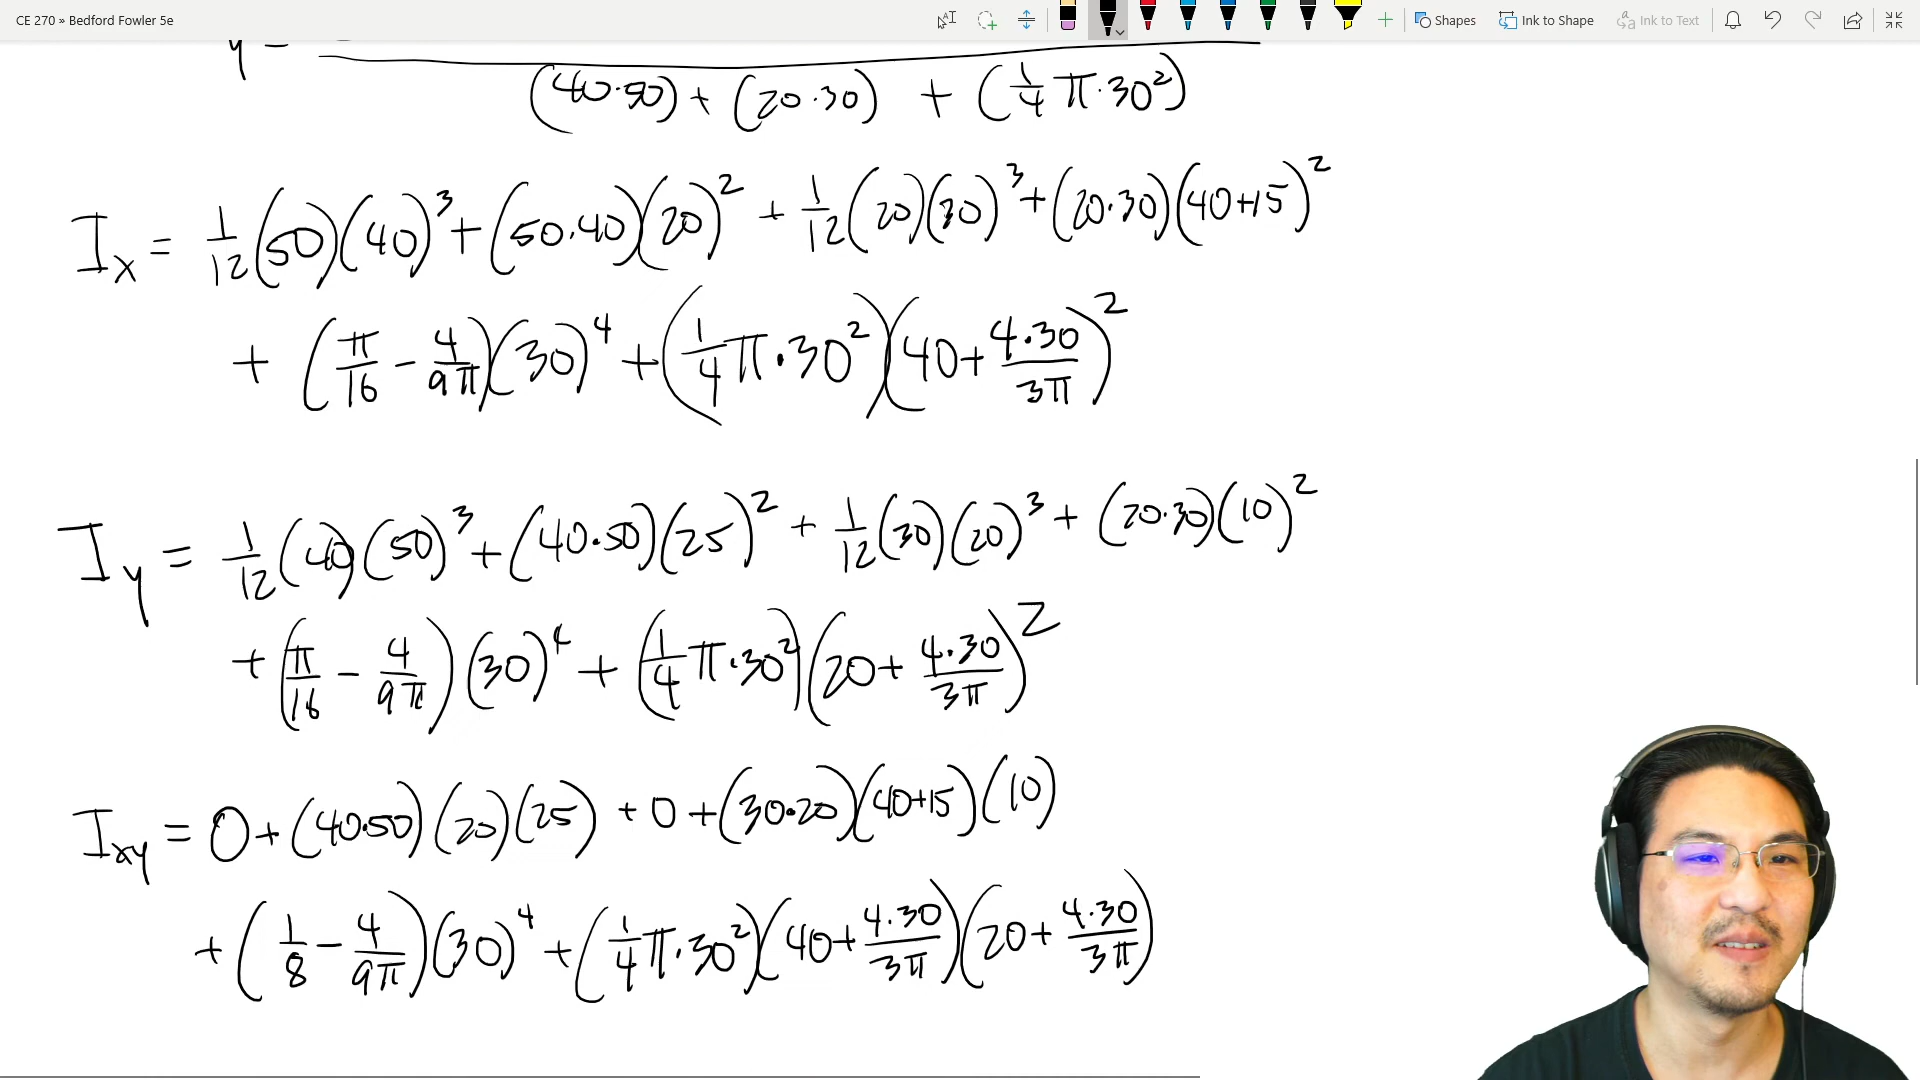 CE 270 » Bedford Fowler 5e
Shapes
Ink to Shape
Ink to Text
y =
(40·50) + (20·30) + (1/4 π·30²)
Ix = 1/12 (50)(40)³ + (50·40)(20)² + 1/12 (20)(30)³ + (20·30)(40+15)²
+ (π/16 − 4/9π)(30)⁴ + (1/4 π·30²)(40 + 4·30/3π)²
Iy = 1/12 (40)(50)³ + (40·50)(25)² + 1/12 (30)(20)³ + (20·30)(10)²
+ (π/16 − 4/9π)(30)⁴ + (1/4 π·30²)(20 + 4·30/3π)²
Ixy = 0 + (40·50)(20)(25) + 0 + (30·20)(40+15)(10)
+ (1/8 − 4/9π)(30)⁴ + (1/4 π·30²)(40 + 4·30/3π)(20 + 4·30/3π)